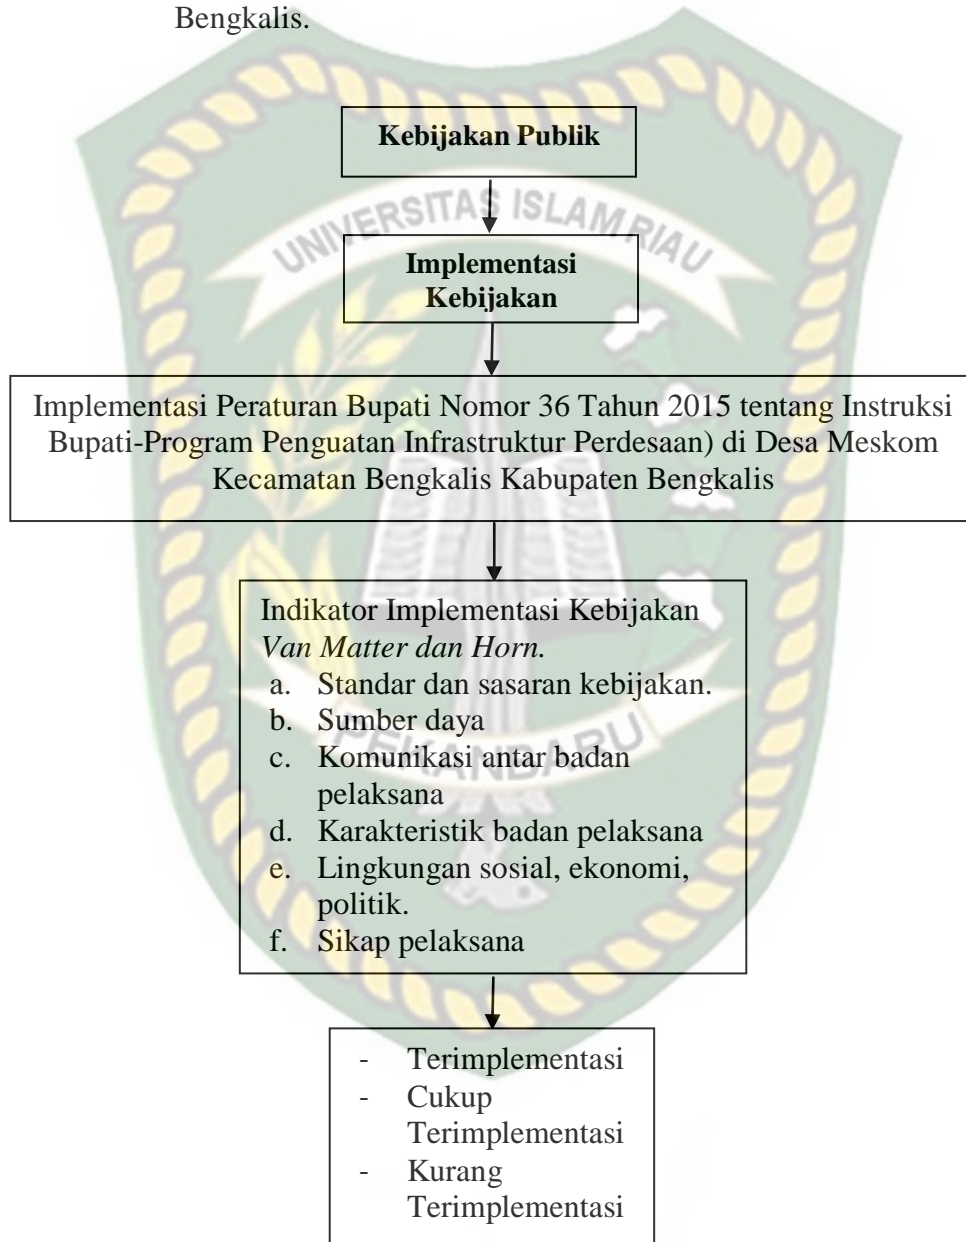 Bengkalis.
Kebijakan Publik
UNIVERSITAS ISLAM RIAU
Implementasi
Kebijakan
Implementasi Peraturan Bupati Nomor 36 Tahun 2015 tentang Instruksi
Bupati-Program Penguatan Infrastruktur Perdesaan) di Desa Meskom
Kecamatan Bengkalis Kabupaten Bengkalis
Indikator Implementasi Kebijakan
Van Matter dan Horn.
a. Standar dan sasaran kebijakan.
b. Sumber daya
PEKANBARU
c. Komunikasi antar badan
pelaksana
d. Karakteristik badan pelaksana
e. Lingkungan sosial, ekonomi,
politik.
f. Sikap pelaksana
- Terimplementasi
- Cukup
Terimplementasi
- Kurang
Terimplementasi